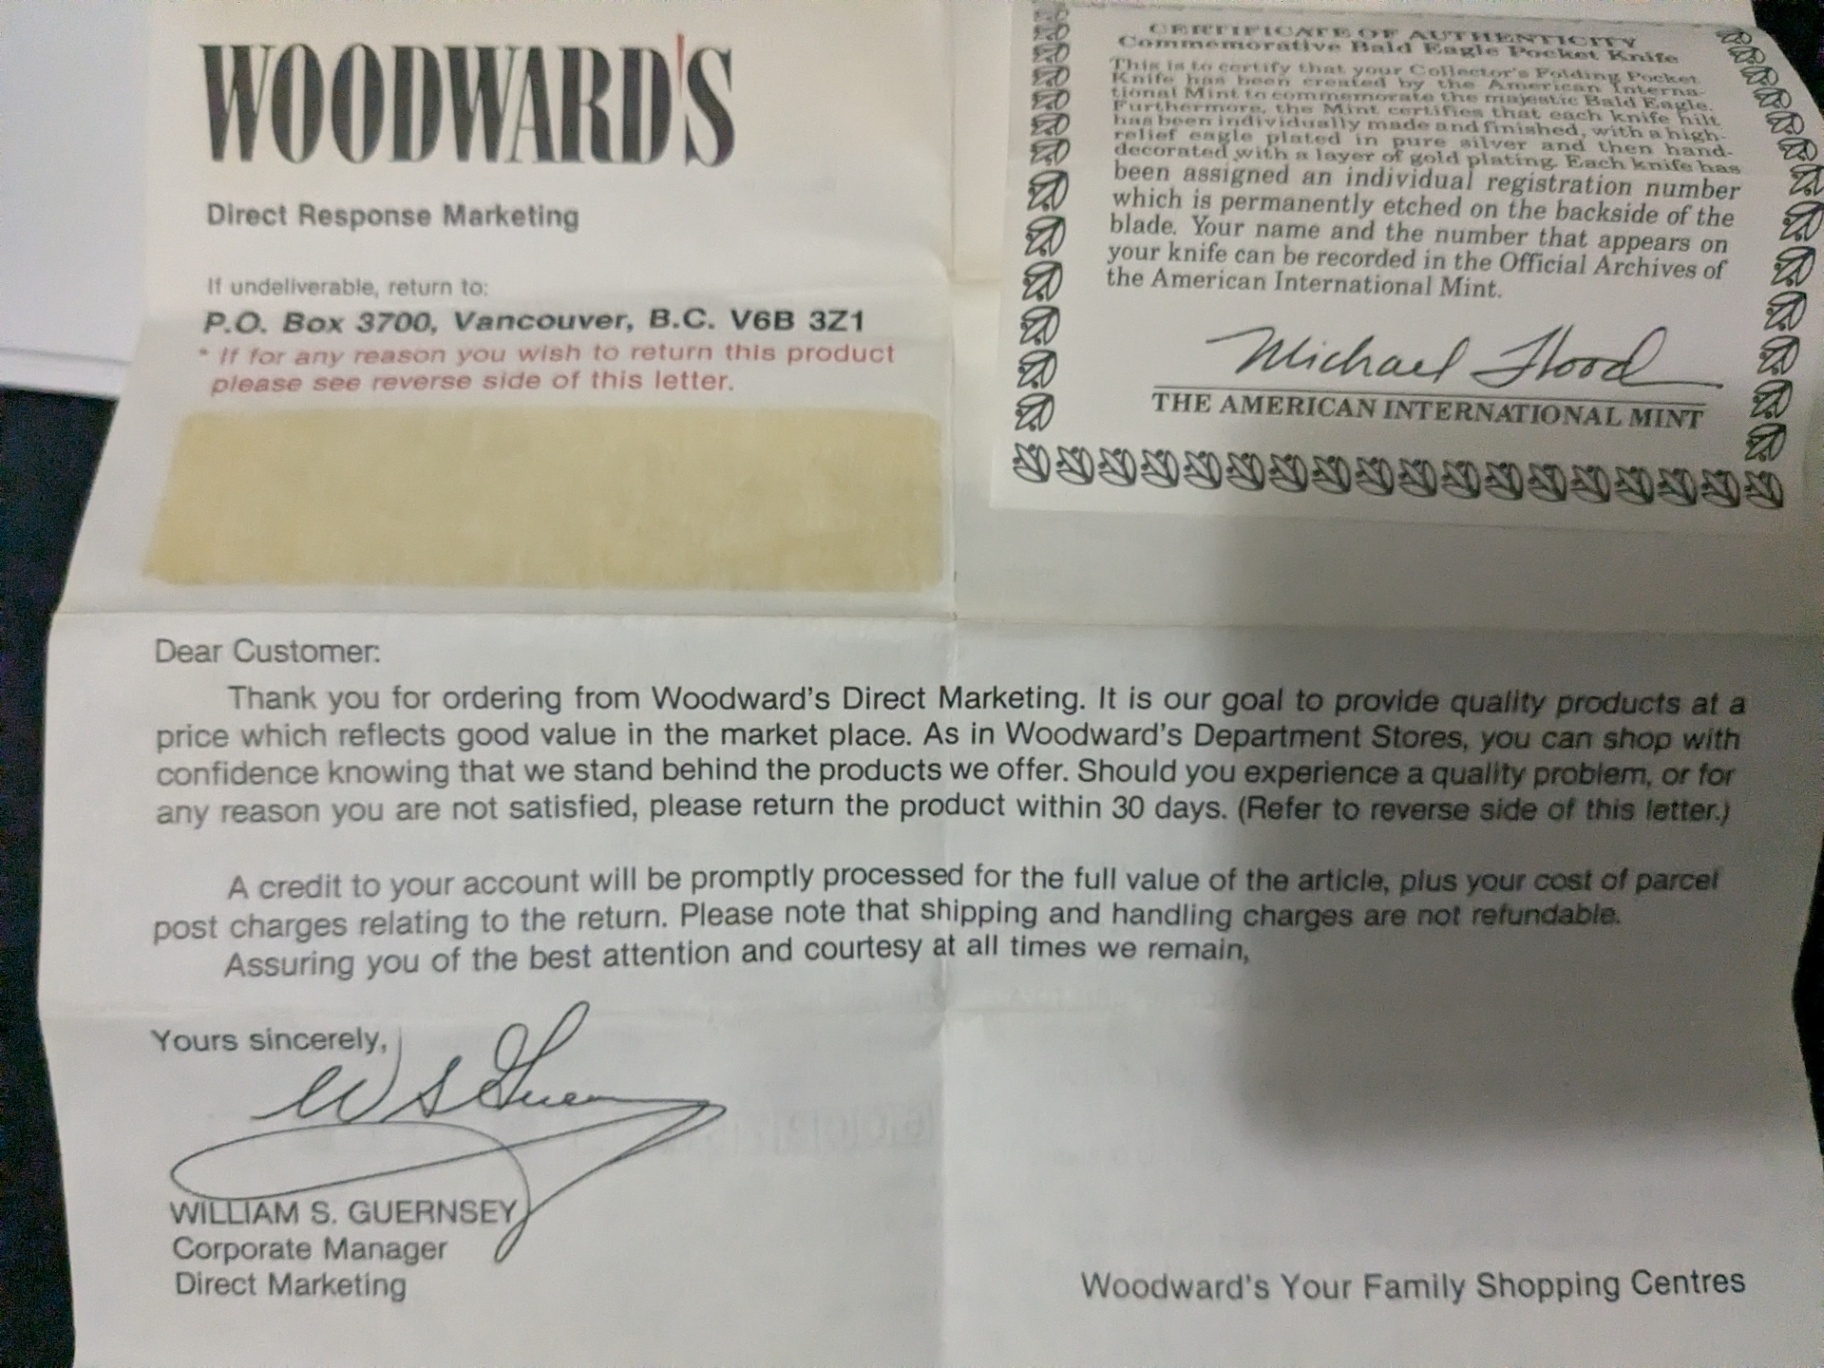 WOODWARD'S
Direct Response Marketing
If undeliverable, return to:
P.O. Box 3700, Vancouver, B.C. V6B 3Z1
* If for any reason you wish to return this product
please see reverse side of this letter.
CERTIFICATE OF AUTHENTICITY
Commemorative Bald Eagle Pocket Knife
This is to certify that your Collector's Folding Pocket
Knife has been created by the American Interna-
tional Mint to commemorate the majestic Bald Eagle.
Furthermore, the Mint certifies that each knife hilt
has been individually made and finished, with a high-
relief eagle plated in pure silver and then hand-
decorated with a layer of gold plating. Each knife has
been assigned an individual registration number
which is permanently etched on the backside of the
blade. Your name and the number that appears on
your knife can be recorded in the Official Archives of
the American International Mint.
Michael Flood
THE AMERICAN INTERNATIONAL MINT
Dear Customer:
Thank you for ordering from Woodward's Direct Marketing. It is our goal to provide quality products at a
price which reflects good value in the market place. As in Woodward's Department Stores, you can shop with
confidence knowing that we stand behind the products we offer. Should you experience a quality problem, or for
any reason you are not satisfied, please return the product within 30 days. (Refer to reverse side of this letter.)
A credit to your account will be promptly processed for the full value of the article, plus your cost of parcel
post charges relating to the return. Please note that shipping and handling charges are not refundable.
Assuring you of the best attention and courtesy at all times we remain,
Yours sincerely,
W S Guernsey
WILLIAM S. GUERNSEY
Corporate Manager
Direct Marketing
Woodward's Your Family Shopping Centres